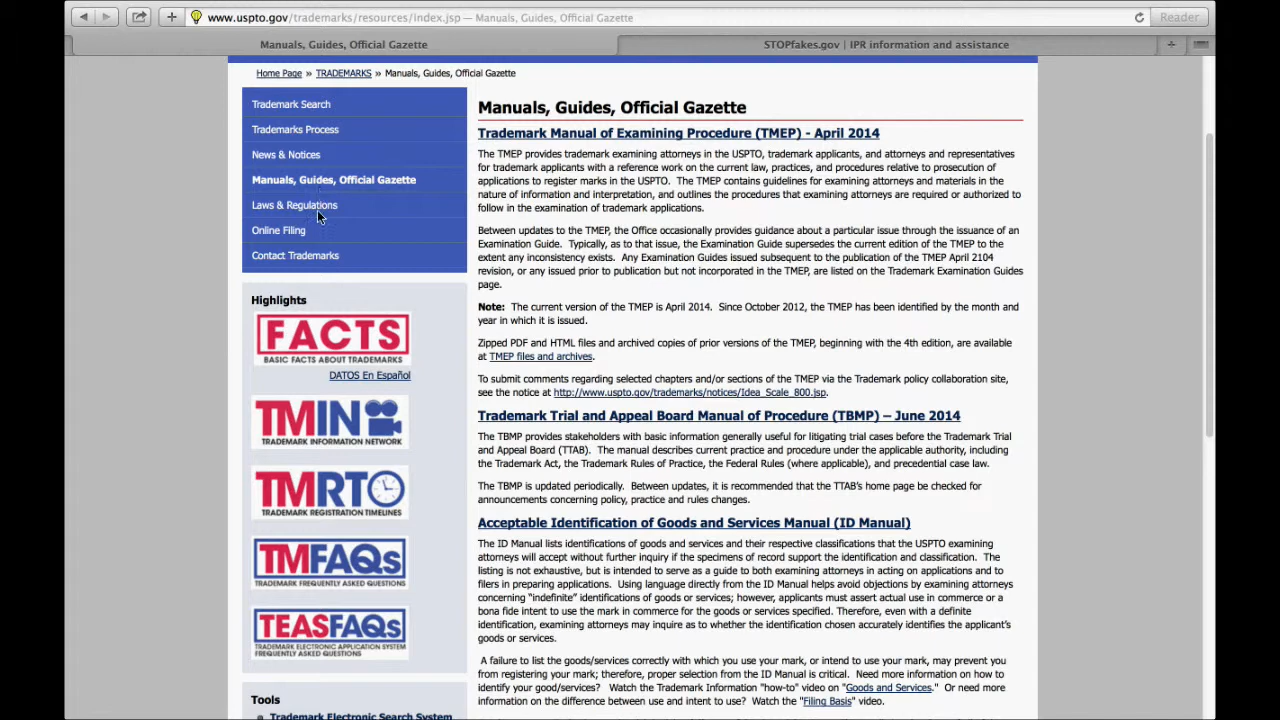 www.uspto.gov/trademarks/resources/index.jsp — Manuals, Guides, Official Gazette
Reader
Manuals, Guides, Official Gazette
STOPfakes.gov | IPR information and assistance
Home Page » TRADEMARKS » Manuals, Guides, Official Gazette
Trademark Search
Trademarks Process
News & Notices
Manuals, Guides, Official Gazette
Laws & Regulations
Online Filing
Contact Trademarks
Highlights
FACTS
BASIC FACTS ABOUT TRADEMARKS
DATOS En Español
TMIN
TRADEMARK INFORMATION NETWORK
TMRTO
TRADEMARK REGISTRATION TIMELINES
TMFAQs
TRADEMARK FREQUENTLY ASKED QUESTIONS
TEASFAQs
TRADEMARK ELECTRONIC APPLICATION SYSTEM
FREQUENTLY ASKED QUESTIONS
Tools
Trademark Electronic Search System
Manuals, Guides, Official Gazette
Trademark Manual of Examining Procedure (TMEP) - April 2014
The TMEP provides trademark examining attorneys in the USPTO, trademark applicants, and attorneys and representatives
for trademark applicants with a reference work on the current law, practices, and procedures relative to prosecution of
applications to register marks in the USPTO. The TMEP contains guidelines for examining attorneys and materials in the
nature of information and interpretation, and outlines the procedures that examining attorneys are required or authorized to
follow in the examination of trademark applications.
Between updates to the TMEP, the Office occasionally provides guidance about a particular issue through the issuance of an
Examination Guide. Typically, as to that issue, the Examination Guide supersedes the current edition of the TMEP to the
extent any inconsistency exists. Any Examination Guides issued subsequent to the publication of the TMEP April 2104
revision, or any issued prior to publication but not incorporated in the TMEP, are listed on the Trademark Examination Guides
page.
Note: The current version of the TMEP is April 2014. Since October 2012, the TMEP has been identified by the month and
year in which it is issued.
Zipped PDF and HTML files and archived copies of prior versions of the TMEP, beginning with the 4th edition, are available
at TMEP files and archives.
To submit comments regarding selected chapters and/or sections of the TMEP via the Trademark policy collaboration site,
see the notice at http://www.uspto.gov/trademarks/notices/Idea_Scale_800.jsp.
Trademark Trial and Appeal Board Manual of Procedure (TBMP) – June 2014
The TBMP provides stakeholders with basic information generally useful for litigating trial cases before the Trademark Trial
and Appeal Board (TTAB). The manual describes current practice and procedure under the applicable authority, including
the Trademark Act, the Trademark Rules of Practice, the Federal Rules (where applicable), and precedential case law.
The TBMP is updated periodically. Between updates, it is recommended that the TTAB's home page be checked for
announcements concerning policy, practice and rules changes.
Acceptable Identification of Goods and Services Manual (ID Manual)
The ID Manual lists identifications of goods and services and their respective classifications that the USPTO examining
attorneys will accept without further inquiry if the specimens of record support the identification and classification. The
listing is not exhaustive, but is intended to serve as a guide to both examining attorneys in acting on applications and to
filers in preparing applications. Using language directly from the ID Manual helps avoid objections by examining attorneys
concerning "indefinite" identifications of goods or services; however, applicants must assert actual use in commerce or a
bona fide intent to use the mark in commerce for the goods or services specified. Therefore, even with a definite
identification, examining attorneys may inquire as to whether the identification chosen accurately identifies the applicant's
goods or services.
A failure to list the goods/services correctly with which you use your mark, or intend to use your mark, may prevent you
from registering your mark; therefore, proper selection from the ID Manual is critical. Need more information on how to
identify your good/services? Watch the Trademark Information "how-to" video on "Goods and Services." Or need more
information on the difference between use and intent to use? Watch the "Filing Basis" video.